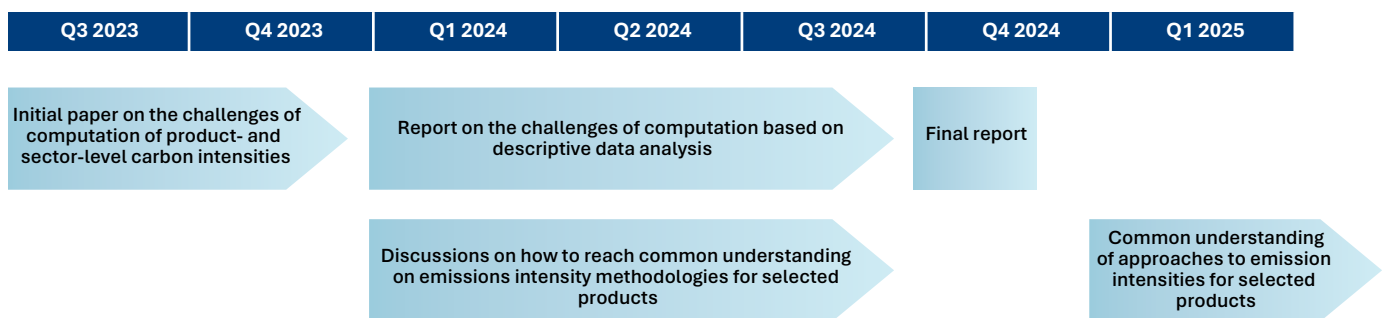 Q3 2023
Q4 2023
Q1 2024
Q2 2024
Q3 2024
Q4 2024
Q1 2025
Initial paper on the challenges of
computation of product- and
sector-level carbon intensities
Report on the challenges of computation based on
descriptive data analysis
Final report
Discussions on how to reach common understanding
on emissions intensity methodologies for selected
products
Common understanding
of approaches to emission
intensities for selected
products